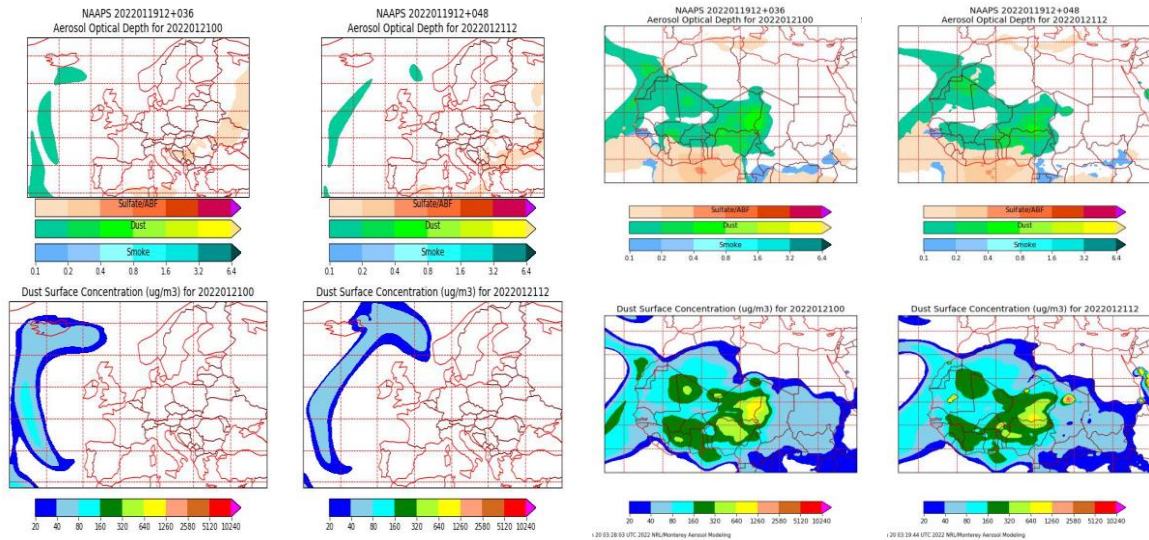 NAAPS 2022011912+036
Aerosol Optical Depth for 2022012100
NAAPS 2022011912+048
Aerosol Optical Depth for 2022012112
NAAPS 2022011912+036
Aerosol Optical Depth for 2022012100
NAAPS 2022011912+048
Aerosol Optical Depth for 2022012112
Sulfate/ABF
Dust
Smoke
0.1 0.2 0.4 0.8 1.6 3.2 6.4
Sulfate/ABF
Dust
Smoke
0.1 0.2 0.4 0.8 1.6 3.2 6.4
Sulfate/ABF
Dust
Smoke
0.1 0.2 0.4 0.8 1.6 3.2 6.4
Sulfate/ABF
Dust
Smoke
0.1 0.2 0.4 0.8 1.6 3.2 6.4
Dust Surface Concentration (ug/m3) for 2022012100
Dust Surface Concentration (ug/m3) for 2022012112
Dust Surface Concentration (ug/m3) for 2022012100
Dust Surface Concentration (ug/m3) for 2022012112
20 40 80 160 320 640 1260 2580 5120 10240
20 40 80 160 320 640 1260 2580 5120 10240
20 40 80 160 320 640 1260 2580 5120 10240
20 40 80 160 320 640 1260 2580 5120 10240
20 03:28:03 UTC 2022 NRL/Monterey Aerosol Modeling
20 03:19:44 UTC 2022 NRL/Monterey Aerosol Modeling